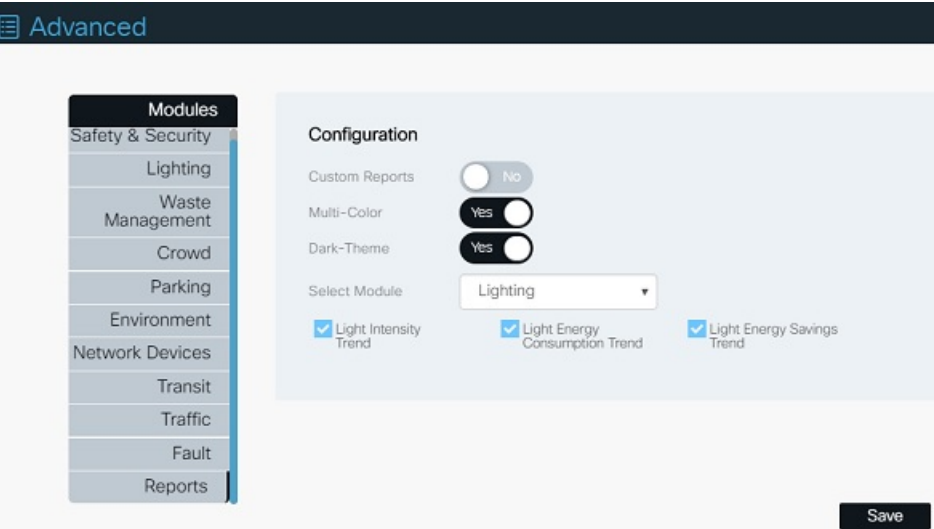 Advanced
Modules
Safety & Security
Lighting
Waste
Management
Crowd
Parking
Environment
Network Devices
Transit
Traffic
Fault
Reports
Configuration
Custom Reports No
Multi-Color Yes
Dark-Theme Yes
Select Module Lighting
Light Intensity
Trend
Light Energy
Consumption Trend
Light Energy Savings
Trend
Save